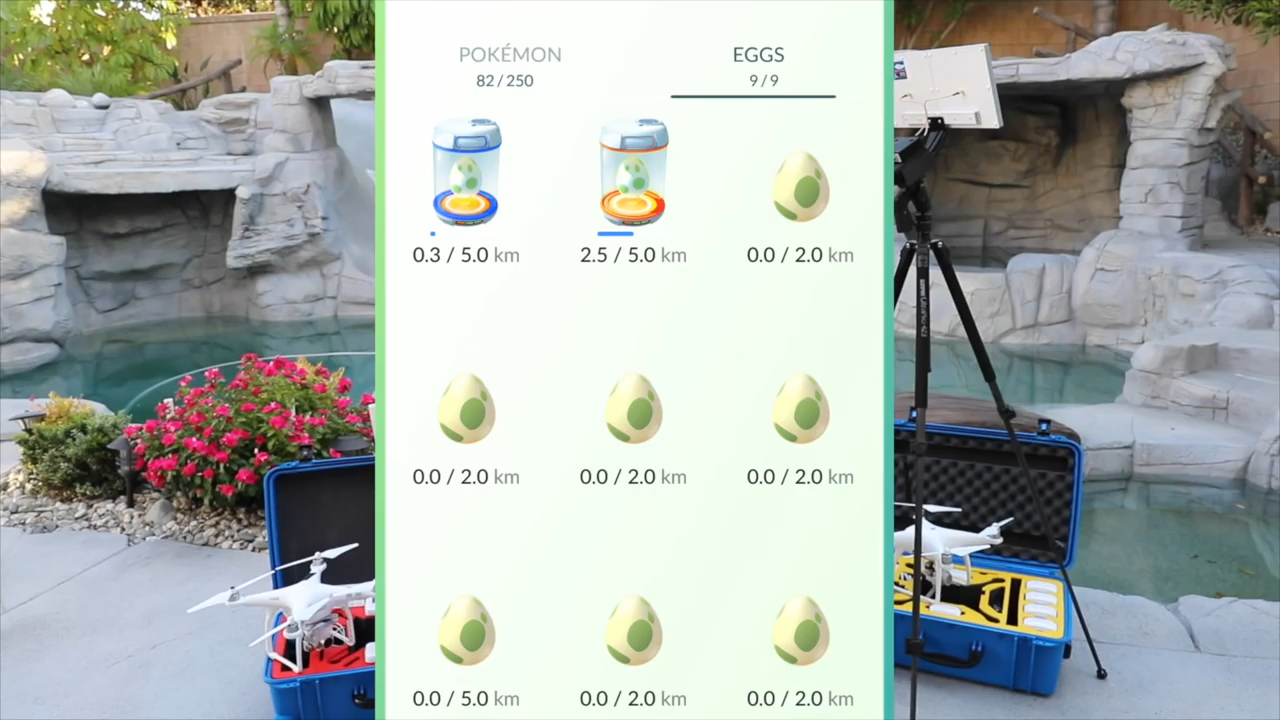 POKÉMON EGGS
82 / 250 9 / 9
0.3 / 5.0 km 2.5 / 5.0 km 0.0 / 2.0 km
0.0 / 2.0 km 0.0 / 2.0 km 0.0 / 2.0 km
0.0 / 5.0 km 0.0 / 2.0 km 0.0 / 2.0 km